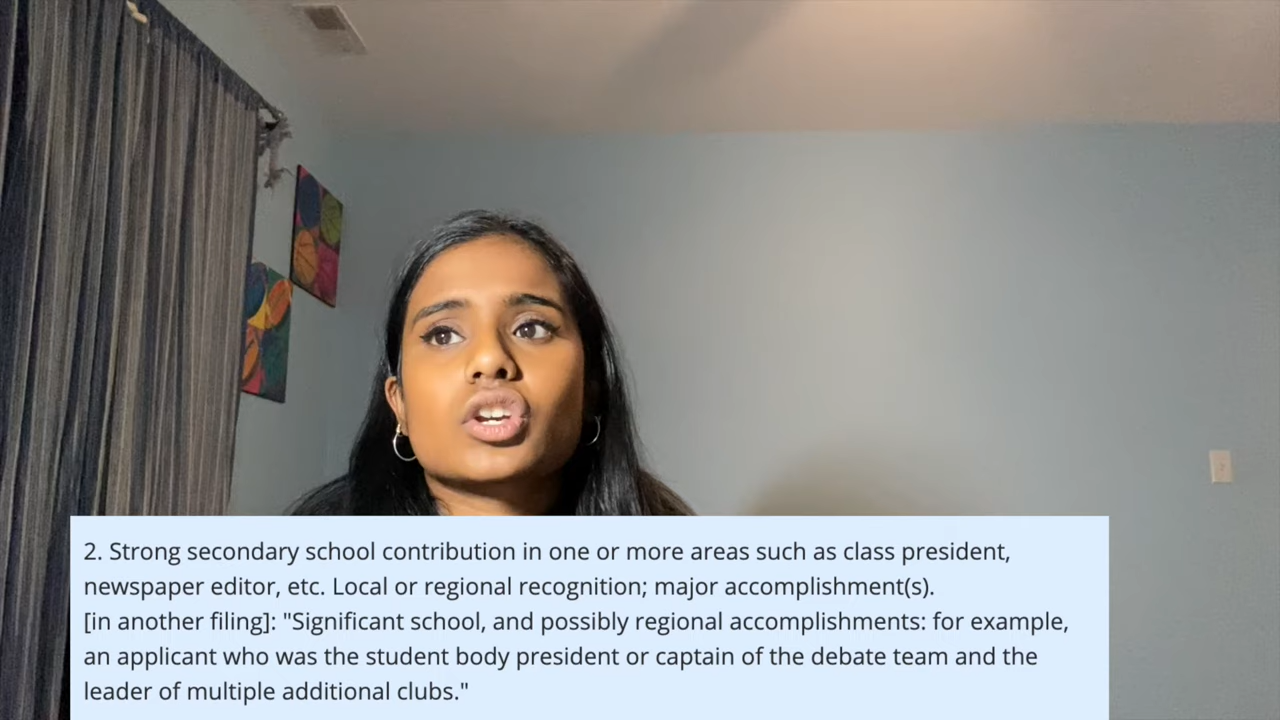 2. Strong secondary school contribution in one or more areas such as class president,
newspaper editor, etc. Local or regional recognition; major accomplishment(s).
[in another filing]: "Significant school, and possibly regional accomplishments: for example,
an applicant who was the student body president or captain of the debate team and the
leader of multiple additional clubs."